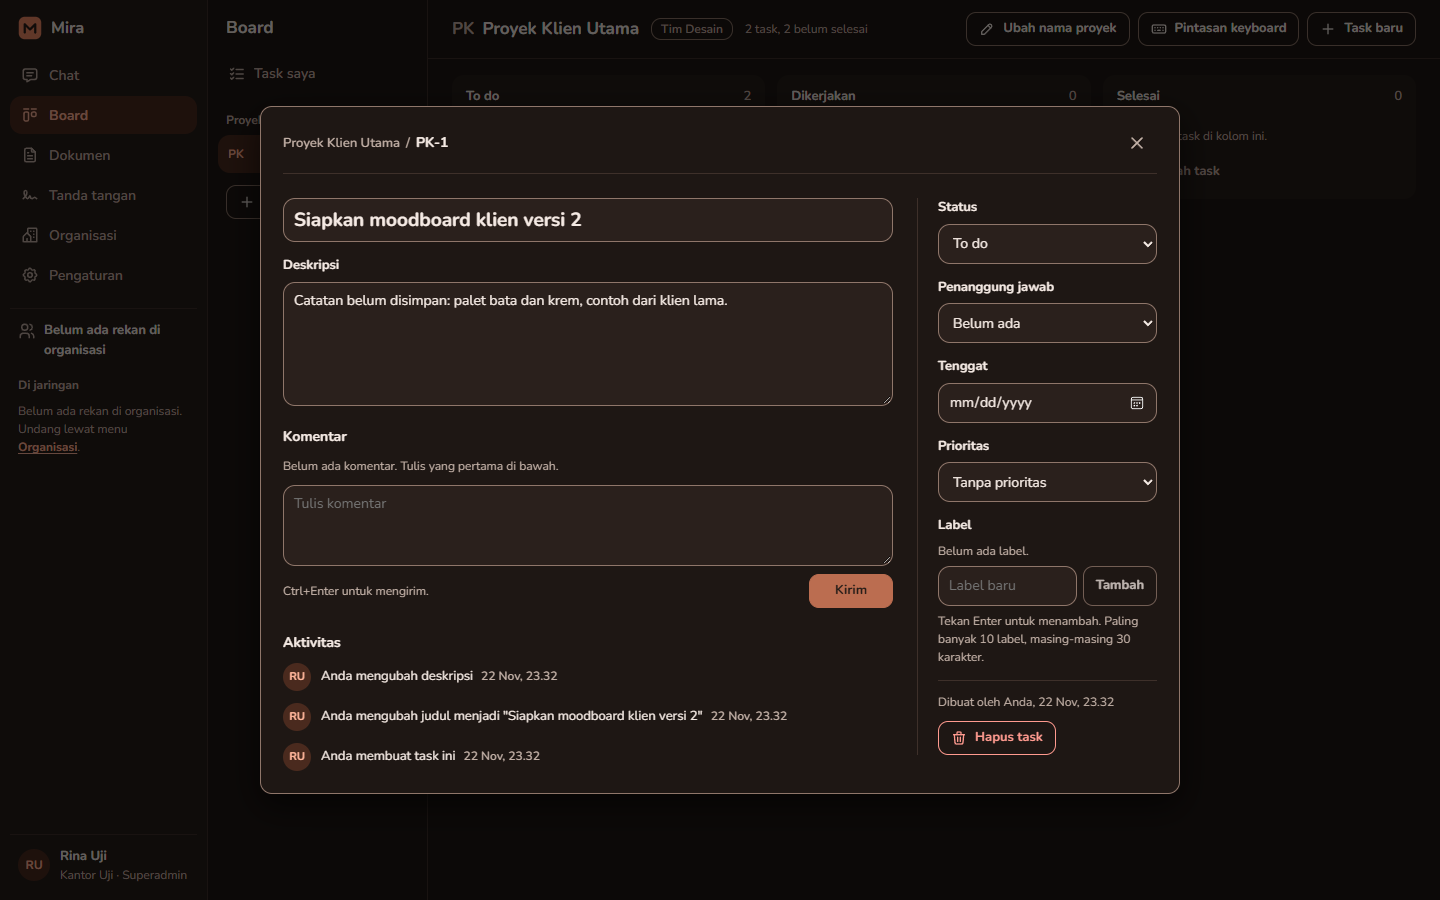 Mira
Chat
Board
Dokumen
Tanda tangan
Organisasi
Pengaturan
Belum ada rekan di
organisasi
Di jaringan
Belum ada rekan di organisasi.
Undang lewat menu
Organisasi.
RU
Rina Uji
Kantor Uji · Superadmin
Board
Task saya
Proyek
PK
PK Proyek Klien Utama
Tim Desain
2 task, 2 belum selesai
Ubah nama proyek
Pintasan keyboard
Task baru
To do 2
Dikerjakan 0
Selesai 0
task di kolom ini.
Proyek Klien Utama / PK-1
Siapkan moodboard klien versi 2
Deskripsi
Catatan belum disimpan: palet bata dan krem, contoh dari klien lama.
Komentar
Belum ada komentar. Tulis yang pertama di bawah.
Tulis komentar
Ctrl+Enter untuk mengirim.
Kirim
Aktivitas
RU Anda mengubah deskripsi 22 Nov, 23.32
RU Anda mengubah judul menjadi "Siapkan moodboard klien versi 2" 22 Nov, 23.32
RU Anda membuat task ini 22 Nov, 23.32
Status
To do
Penanggung jawab
Belum ada
Tenggat
mm/dd/yyyy
Prioritas
Tanpa prioritas
Label
Belum ada label.
Label baru
Tambah
Tekan Enter untuk menambah. Paling
banyak 10 label, masing-masing 30
karakter.
Dibuat oleh Anda, 22 Nov, 23.32
Hapus task